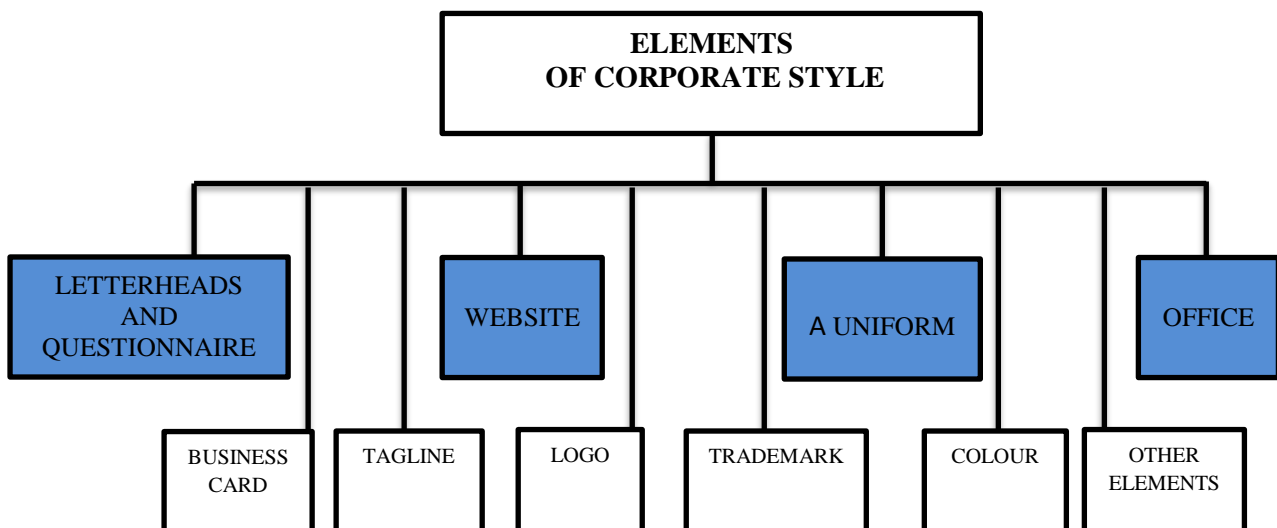 ELEMENTS
OF CORPORATE STYLE
LETTERHEADS
AND
QUESTIONNAIRE
WEBSITE
A UNIFORM
OFFICE
BUSINESS
CARD
TAGLINE
LOGO
TRADEMARK
COLOUR
OTHER
ELEMENTS